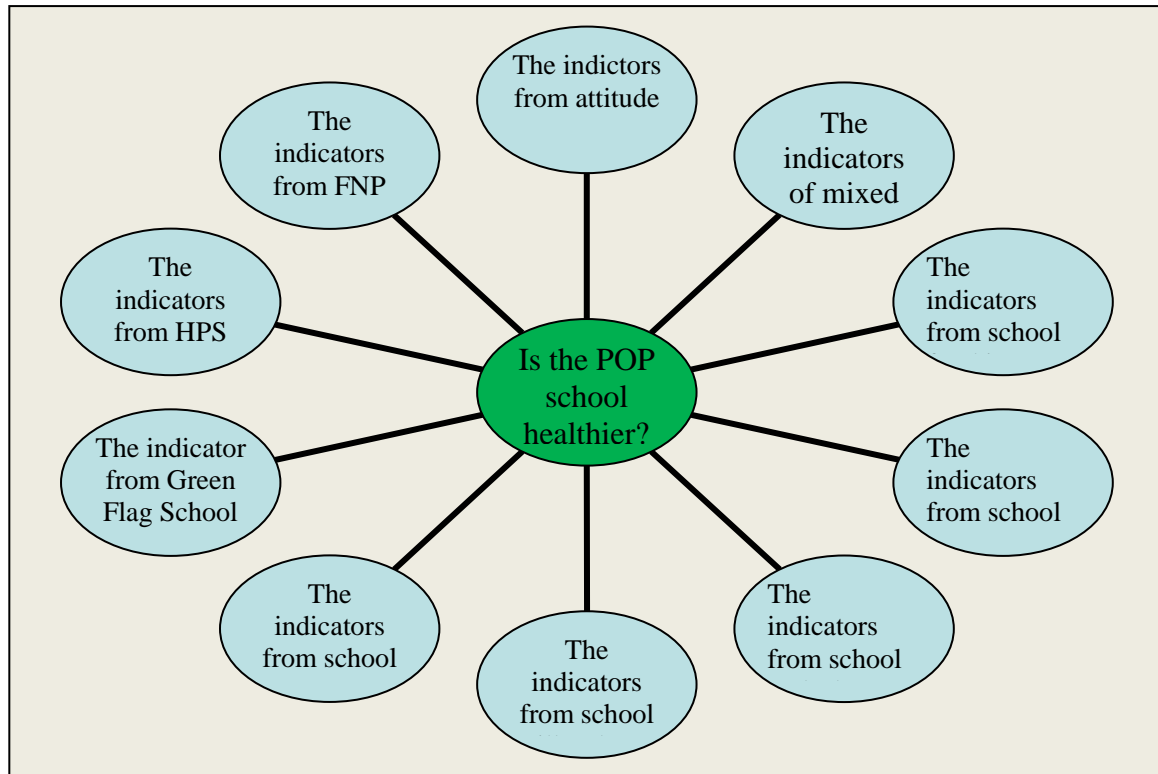 The indictors
from attitude
The
indicators
of mixed
The
indicators
from school
The
indicators
from school
The
indicators
from school
The
indicators
from school
The
indicators
from school
The indicator
from Green
Flag School
The
indicators
from HPS
The
indicators
from FNP
Is the POP
school
healthier?